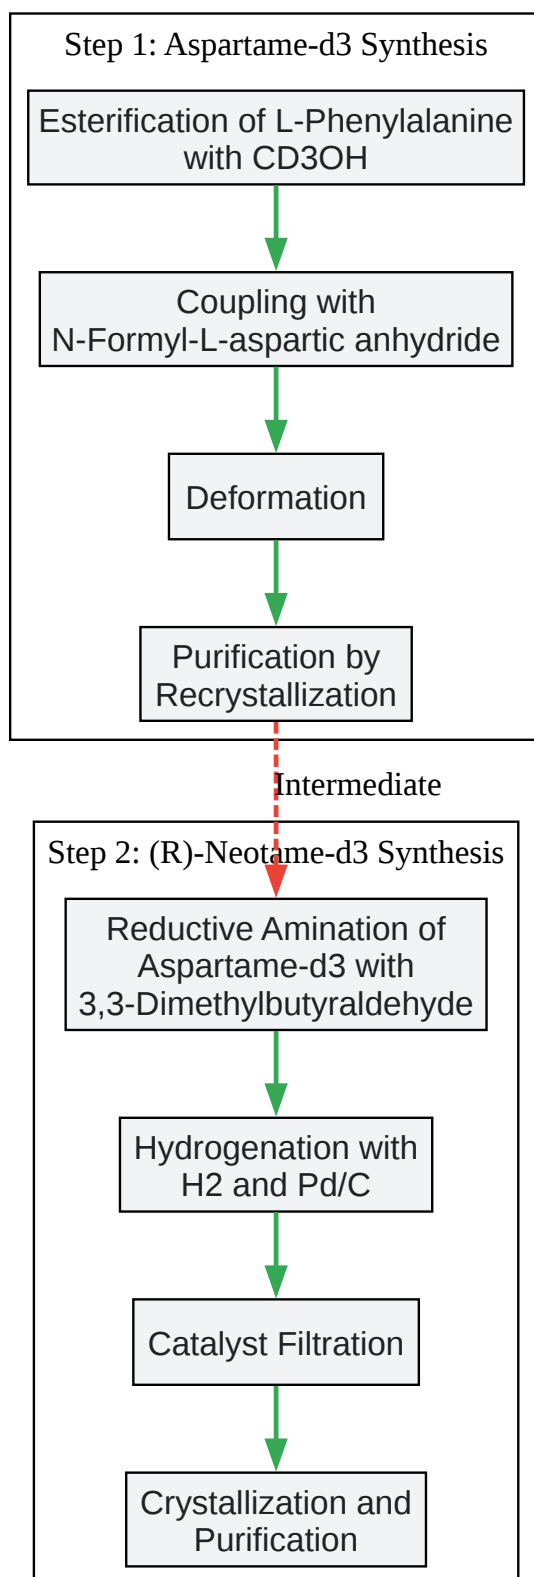 Step 1: Aspartame-d3 Synthesis
Esterification of L-Phenylalanine
with CD3OH
Coupling with
N-Formyl-L-aspartic anhydride
Deformation
Purification by
Recrystallization
Intermediate
Step 2: (R)-Neotame-d3 Synthesis
Reductive Amination of
Aspartame-d3 with
3,3-Dimethylbutyraldehyde
Hydrogenation with
H2 and Pd/C
Catalyst Filtration
Crystallization and
Purification